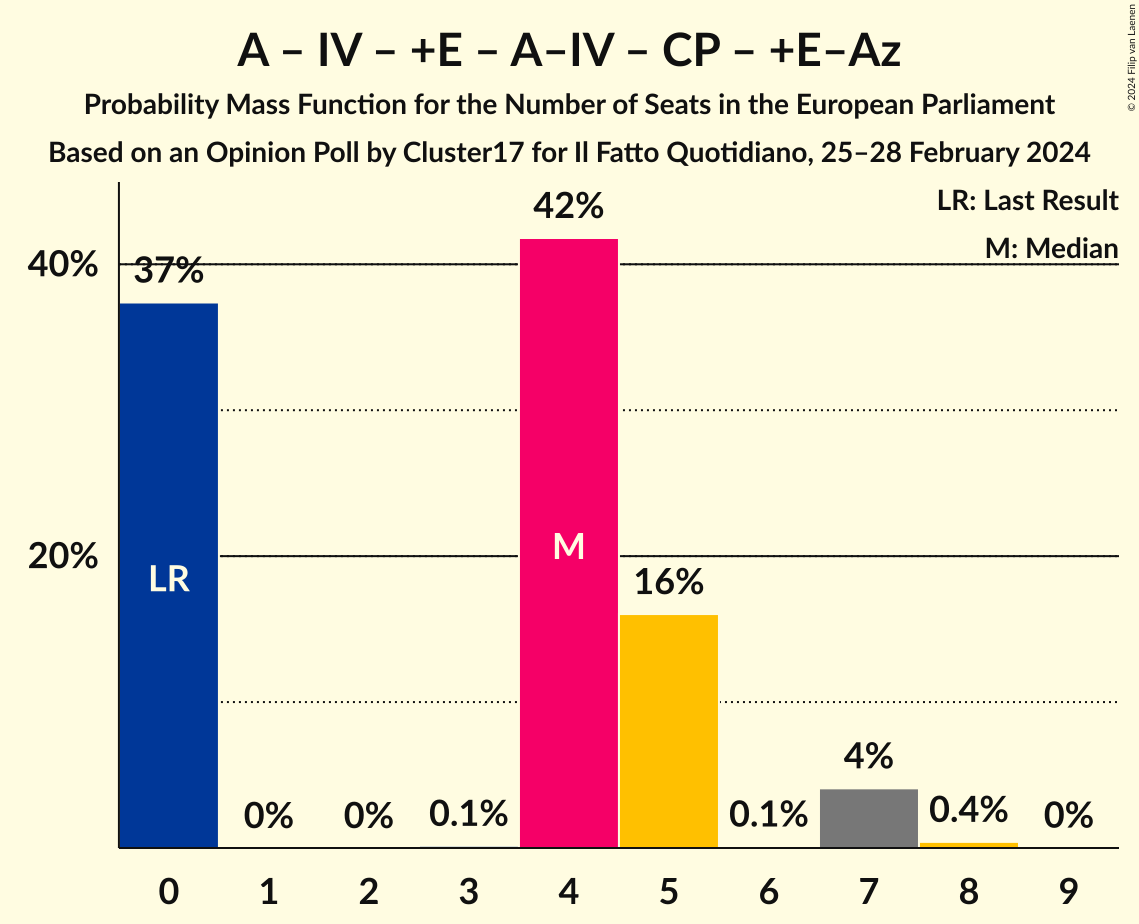 A – IV – +E – A–IV – CP – +E–Az
Probability Mass Function for the Number of Seats in the European Parliament
Based on an Opinion Poll by Cluster17 for Il Fatto Quotidiano, 25–28 February 2024
© 2024 Filip van Laenen
LR: Last Result
M: Median
42%
40%
37%
M
20%
LR
16%
4%
0%
0%
0.1%
0.1%
0.4%
0%
0 1 2 3 4 5 6 7 8 9